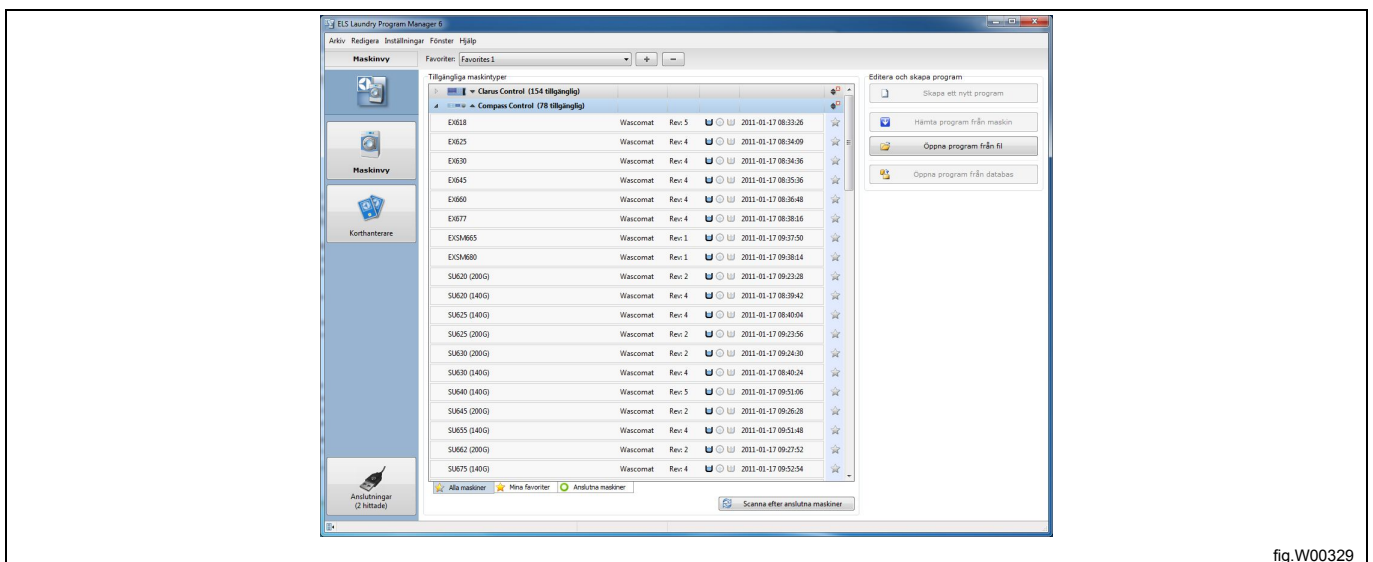 ELS Laundry Program Manager 6
Arkiv Redigera Inställningar Fönster Hjälp
Maskinvy
Favoriter: Favorites 1
+ −
Maskinvy
Korthanterare
Anslutningar
(2 hittade)
Tillgängliga maskintyper
Clarus Control (154 tillgänglig)
Compass Control (78 tillgänglig)
EX618 Wascomat Rev: 5 2011-01-17 08:33:26
EX625 Wascomat Rev: 4 2011-01-17 08:34:09
EX630 Wascomat Rev: 4 2011-01-17 08:34:36
EX645 Wascomat Rev: 4 2011-01-17 08:35:36
EX660 Wascomat Rev: 4 2011-01-17 08:36:48
EX677 Wascomat Rev: 4 2011-01-17 08:38:16
EXSM665 Wascomat Rev: 1 2011-01-17 09:37:50
EXSM680 Wascomat Rev: 1 2011-01-17 09:38:14
SU620 (200G) Wascomat Rev: 2 2011-01-17 09:23:28
SU620 (140G) Wascomat Rev: 4 2011-01-17 08:39:42
SU625 (140G) Wascomat Rev: 4 2011-01-17 08:40:04
SU625 (200G) Wascomat Rev: 2 2011-01-17 09:23:56
SU630 (200G) Wascomat Rev: 2 2011-01-17 09:24:30
SU630 (140G) Wascomat Rev: 4 2011-01-17 08:40:24
SU640 (140G) Wascomat Rev: 5 2011-01-17 09:51:06
SU645 (200G) Wascomat Rev: 2 2011-01-17 09:26:28
SU655 (140G) Wascomat Rev: 4 2011-01-17 09:51:48
SU662 (200G) Wascomat Rev: 2 2011-01-17 09:27:52
SU675 (140G) Wascomat Rev: 4 2011-01-17 09:52:54
Alla maskiner Mina favoriter Anslutna maskiner
Scanna efter anslutna maskiner
Editera och skapa program
Skapa ett nytt program
Hämta program från maskin
Öppna program från fil
Öppna program från databas
fig.W00329